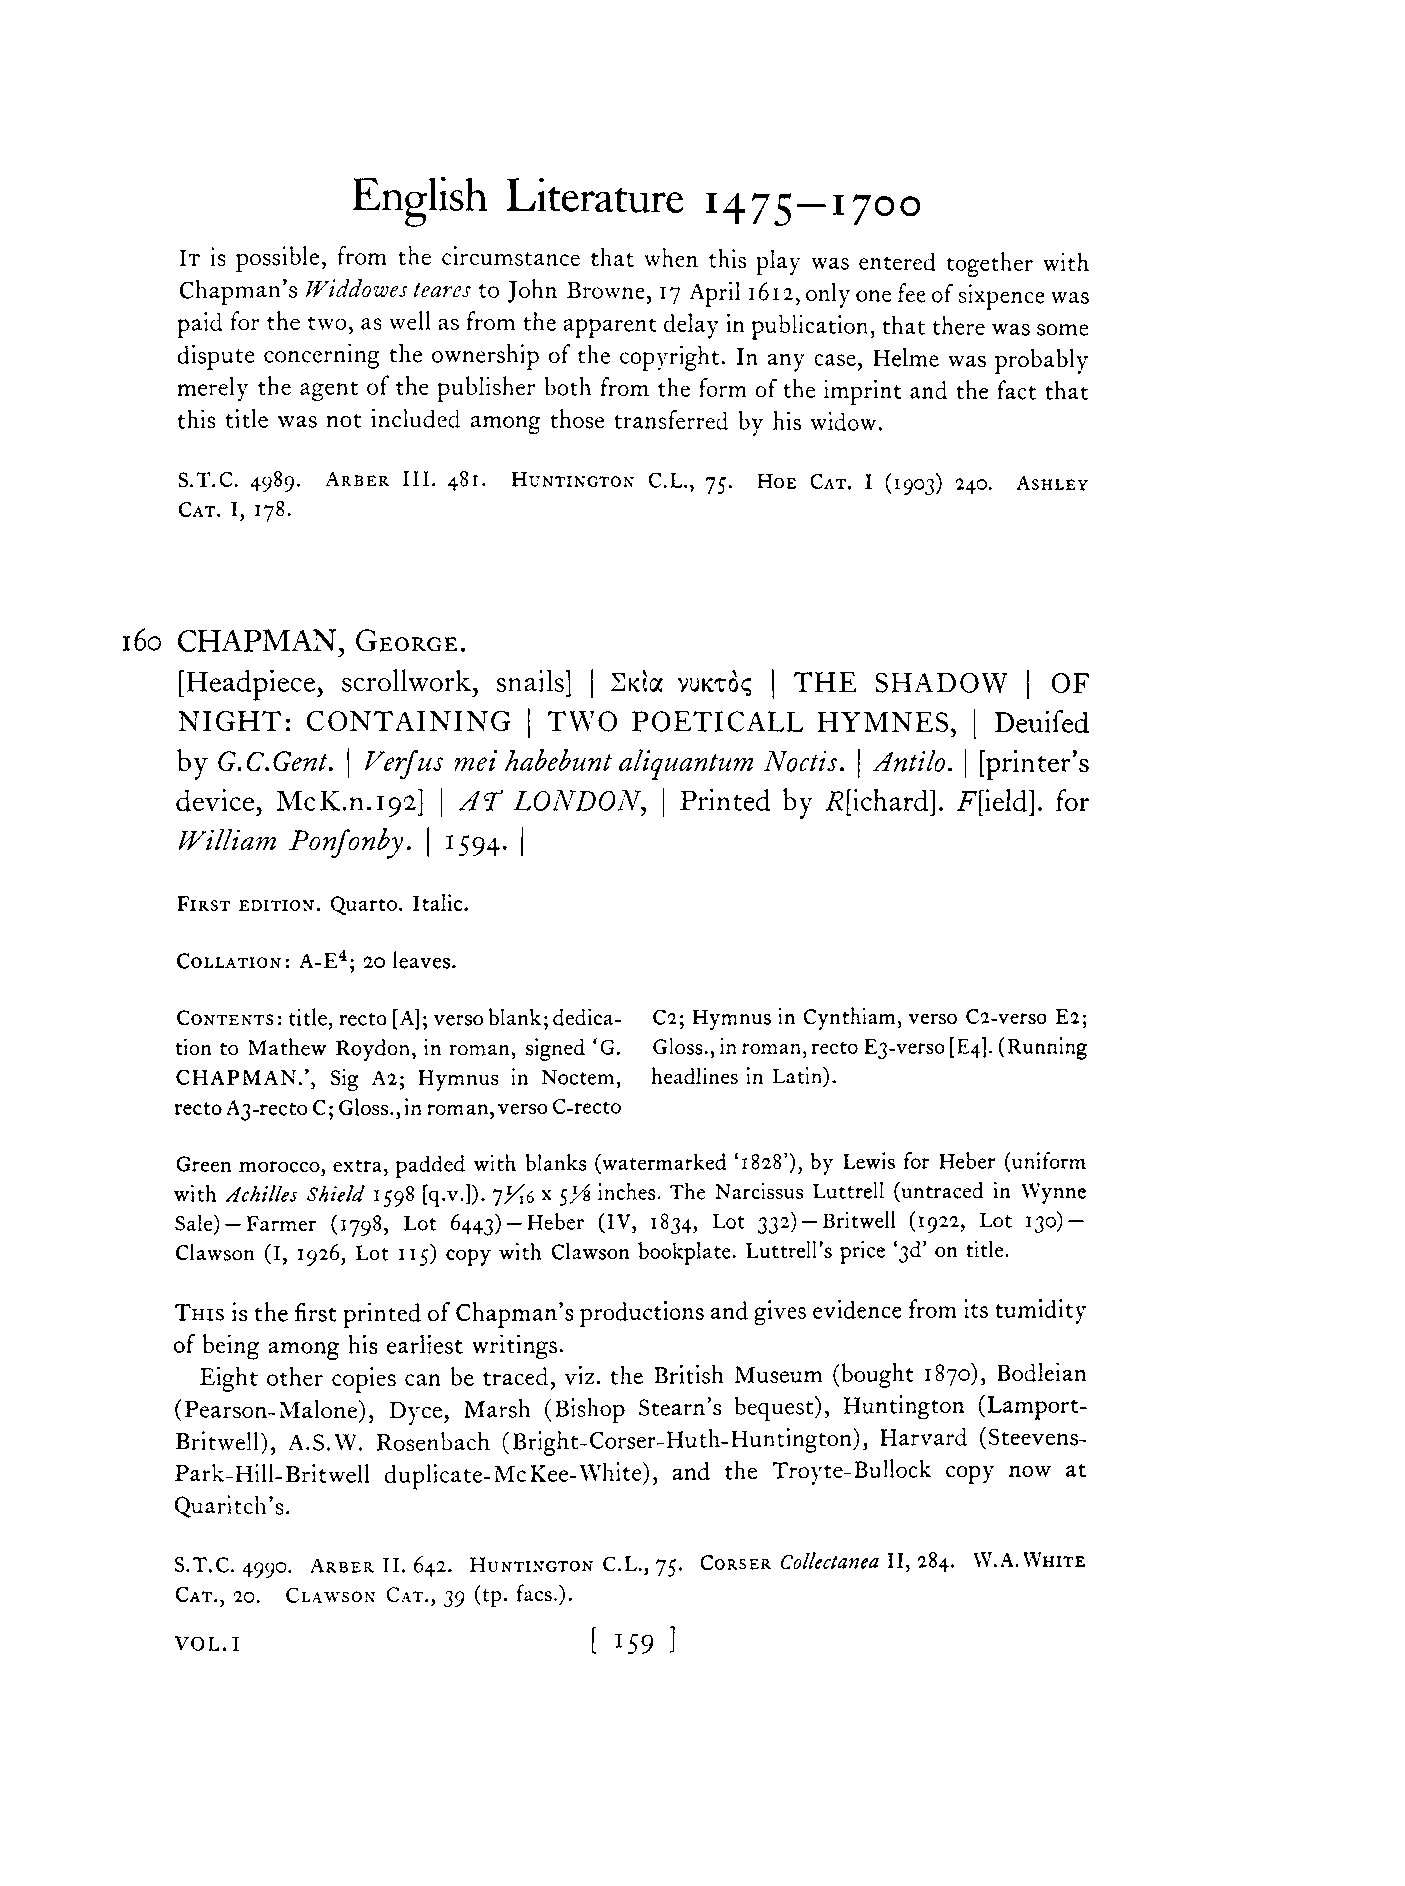 English Literature 1475—1700
It is possible, from the circumstance that when this play was entered together with
Chapman's Widdowes teares to John Browne, 17 April 1612, only one fee of sixpence was
paid for the two, as well as from the apparent delay in publication, that there was some
dispute concerning the ownership of the copyright. In any case, Helme was probably
merely the agent of the publisher both from the form of the imprint and the fact that
this title was not included among those transferred by his widow.
S.T.C. 4989. Arber III. 481. Huntington C.L., 75. Hoe Cat. I (1903) 240. Ashley
Cat. I, 178.
160 CHAPMAN, George.
[Headpiece, scrollwork, snails] | Σκὶα νυκτὸς | THE SHADOW | OF
NIGHT: CONTAINING | TWO POETICALL HYMNES, | Deuiſed
by G.C.Gent. | Verſus mei habebunt aliquantum Noctis. | Antilo. | [printer's
device, McK.n.192] | AT LONDON, | Printed by R[ichard]. F[ield]. for
William Ponſonby. | 1594. |
First edition. Quarto. Italic.
Collation: A-E⁴; 20 leaves.
Contents: title, recto [A]; verso blank; dedica-
tion to Mathew Roydon, in roman, signed 'G.
CHAPMAN.', Sig A2; Hymnus in Noctem,
recto A3-recto C; Gloss., in roman, verso C-recto
C2; Hymnus in Cynthiam, verso C2-verso E2;
Gloss., in roman, recto E3-verso [E4]. (Running
headlines in Latin).
Green morocco, extra, padded with blanks (watermarked '1828'), by Lewis for Heber (uniform
with Achilles Shield 1598 [q.v.]). 7 1/16 x 5 1/8 inches. The Narcissus Luttrell (untraced in Wynne
Sale)—Farmer (1798, Lot 6443)—Heber (IV, 1834, Lot 332)—Britwell (1922, Lot 130)—
Clawson (I, 1926, Lot 115) copy with Clawson bookplate. Luttrell's price '3d' on title.
This is the first printed of Chapman's productions and gives evidence from its tumidity
of being among his earliest writings.
Eight other copies can be traced, viz. the British Museum (bought 1870), Bodleian
(Pearson-Malone), Dyce, Marsh (Bishop Stearn's bequest), Huntington (Lamport-
Britwell), A.S.W. Rosenbach (Bright-Corser-Huth-Huntington), Harvard (Steevens-
Park-Hill-Britwell duplicate-McKee-White), and the Troyte-Bullock copy now at
Quaritch's.
S.T.C. 4990. Arber II. 642. Huntington C.L., 75. Corser Collectanea II, 284. W.A.White
Cat., 20. Clawson Cat., 39 (tp. facs.).
VOL. I [ 159 ]